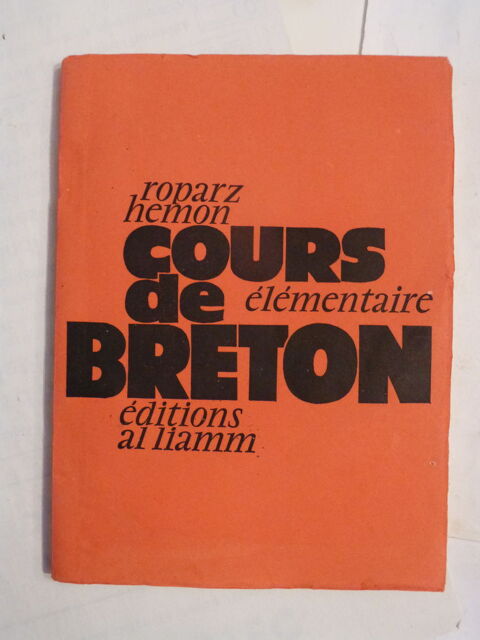 roparz
hemon
COURS
de élémentaire
BRETON
éditions
al liamm